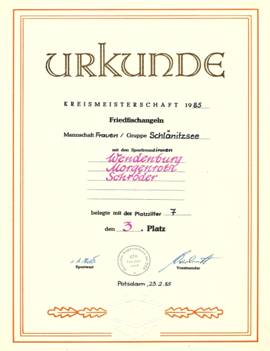 URKUNDE
KREISMEISTERSCHAFT 1985
Friedfischangeln
Mannschaft Frauen / Gruppe Schlänitzsee
mit den Sportfreundinnen
Wendenburg
Morgenroth
Schröder
belegte mit der Platzziffer 7
den 3. Platz
Sportwart
Vorsitzender
Potsdam, 23.2.85